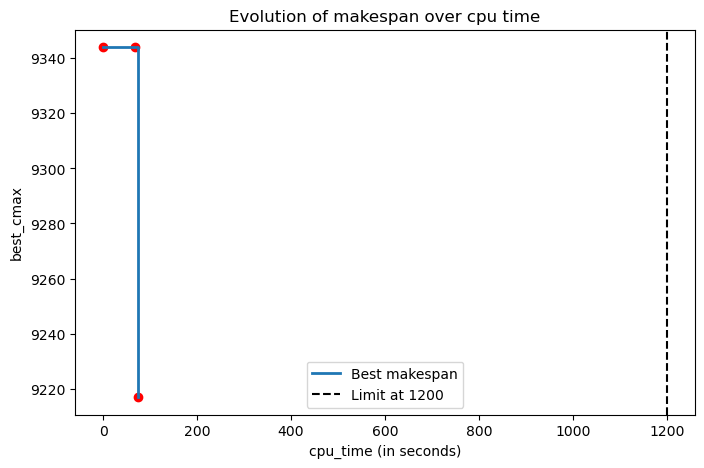 Evolution of makespan over cpu time
best_cmax
9340
9320
9300
9280
9260
9240
9220
0
200
400
600
800
1000
1200
cpu_time (in seconds)
Best makespan
Limit at 1200